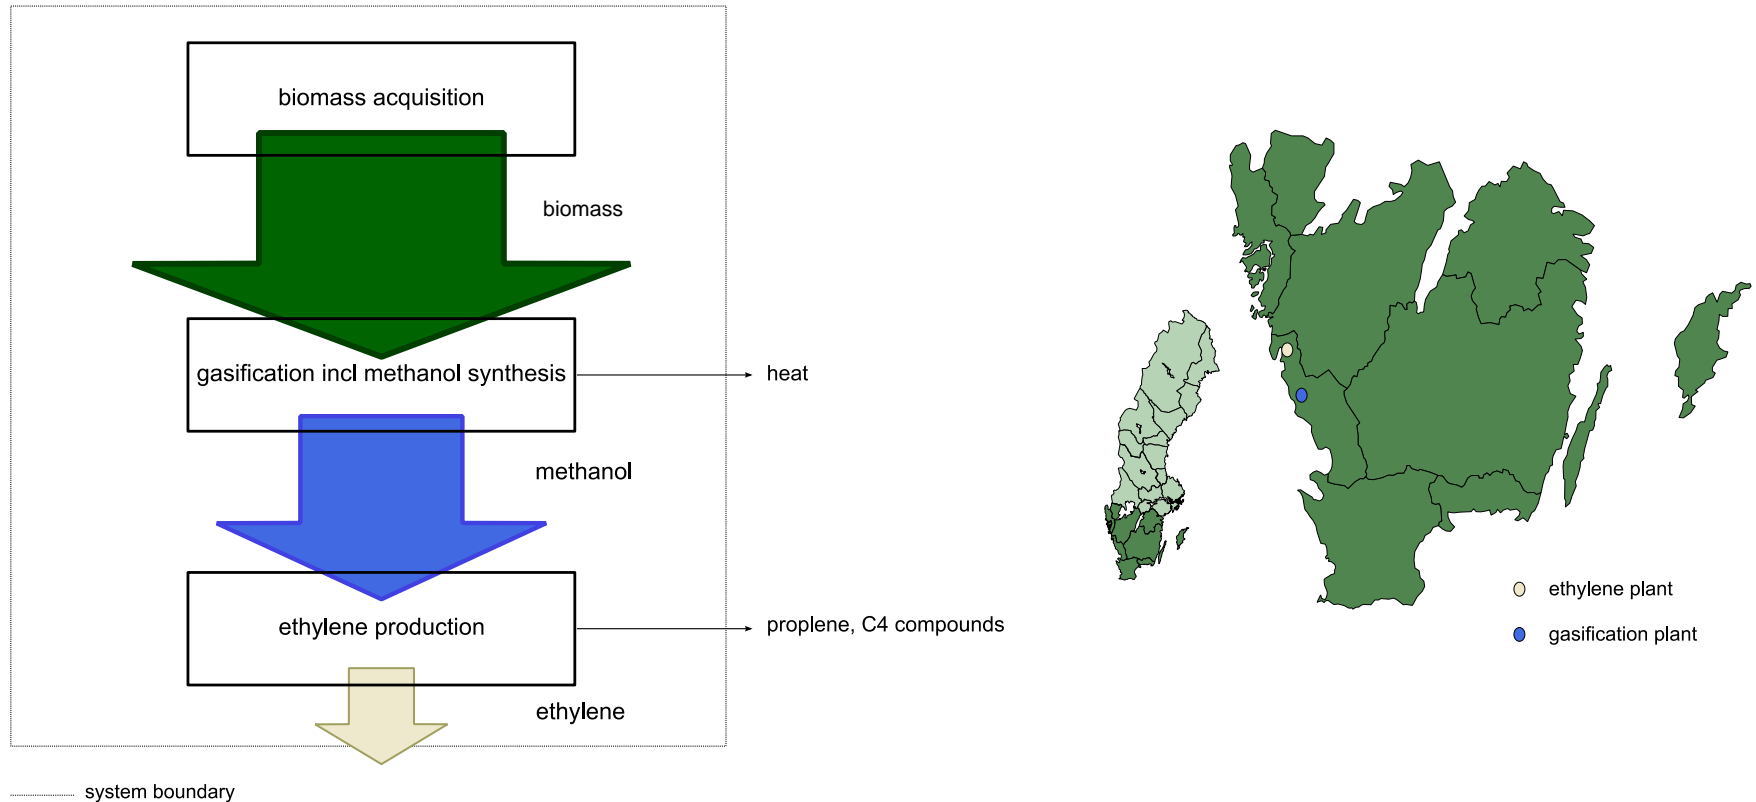 biomass acquisition
biomass
gasification incl methanol synthesis
heat
methanol
ethylene production
proplene, C4 compounds
ethylene
system boundary
ethylene plant
gasification plant